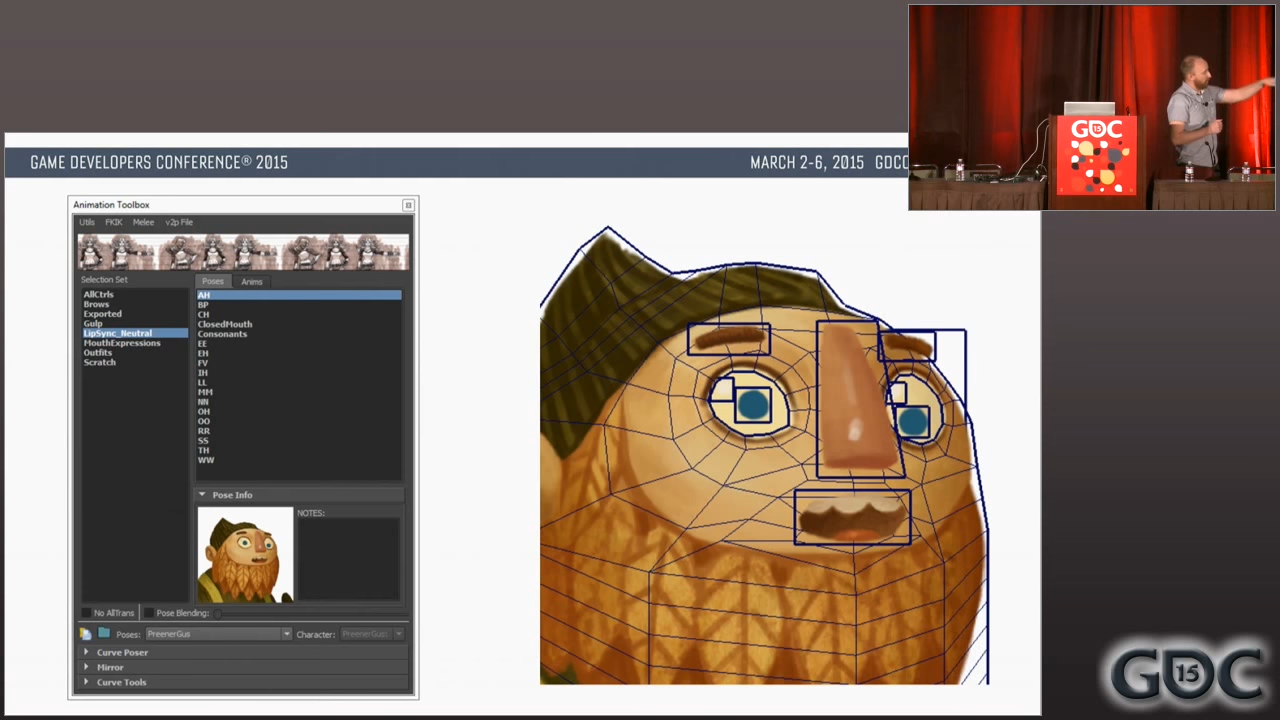 GAME DEVELOPERS CONFERENCE® 2015
MARCH 2-6, 2015 GDCO
GDC
15
Animation Toolbox
Utils FKIK Melee v2p File
Selection Set
Poses Anims
AllCtrls
Brows
Exported
Gulp
LipSync_Neutral
MouthExpressions
Outfits
Scratch
AH
BP
CH
ClosedMouth
Consonants
EE
EH
FV
IH
LL
MM
NN
OH
OO
RR
SS
TH
WW
Pose Info
NOTES:
No AllTrans
Pose Blending:
Poses: PreenerGus
Character: PreenerGus:
Curve Poser
Mirror
Curve Tools
GDC
15